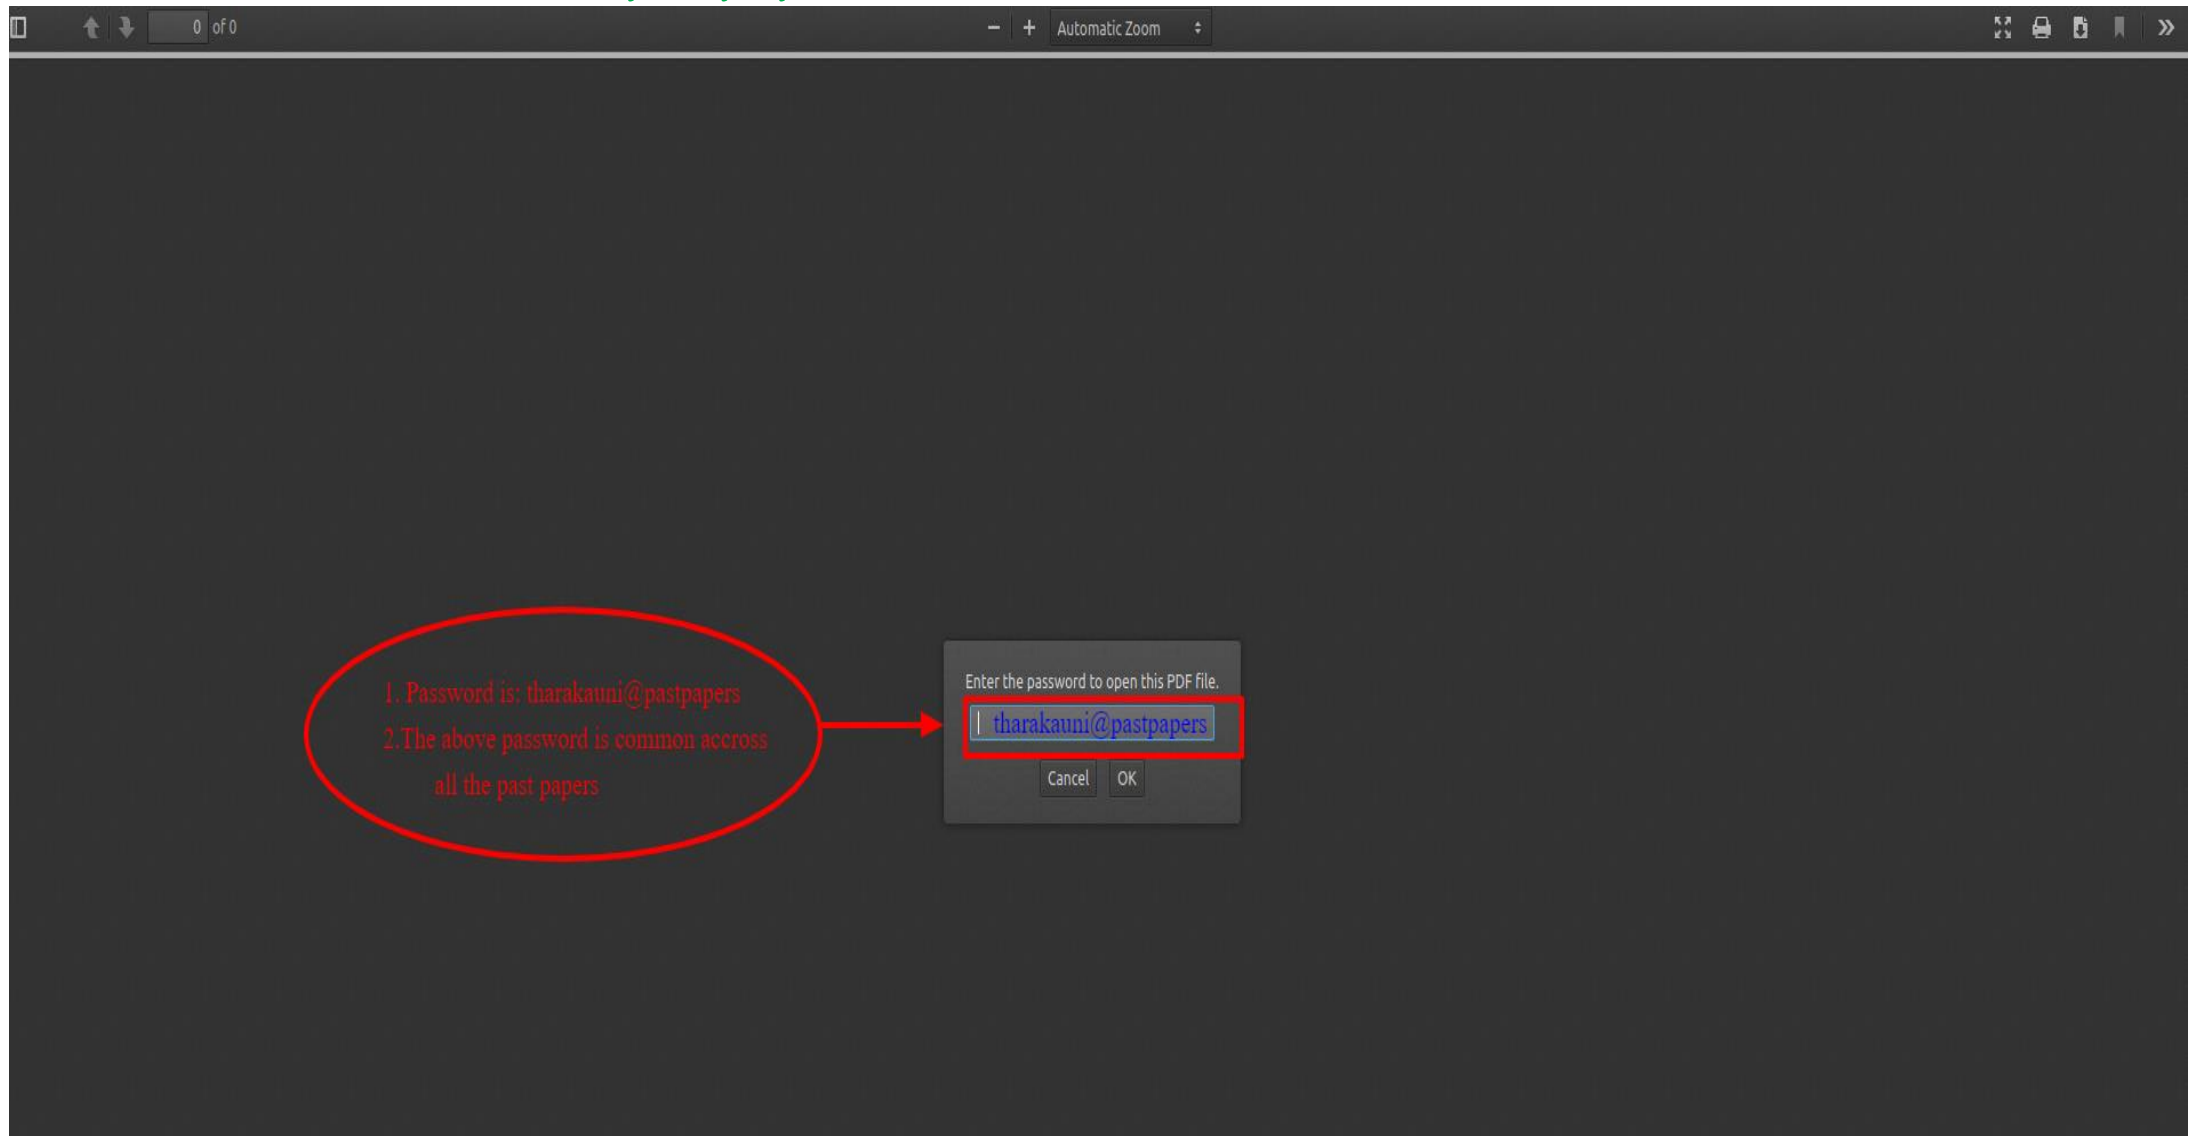 0 of 0
Automatic Zoom
1. Password is: tharakauni@pastpapers
2.The above password is common accross
all the past papers
Enter the password to open this PDF file.
tharakauni@pastpapers
Cancel OK